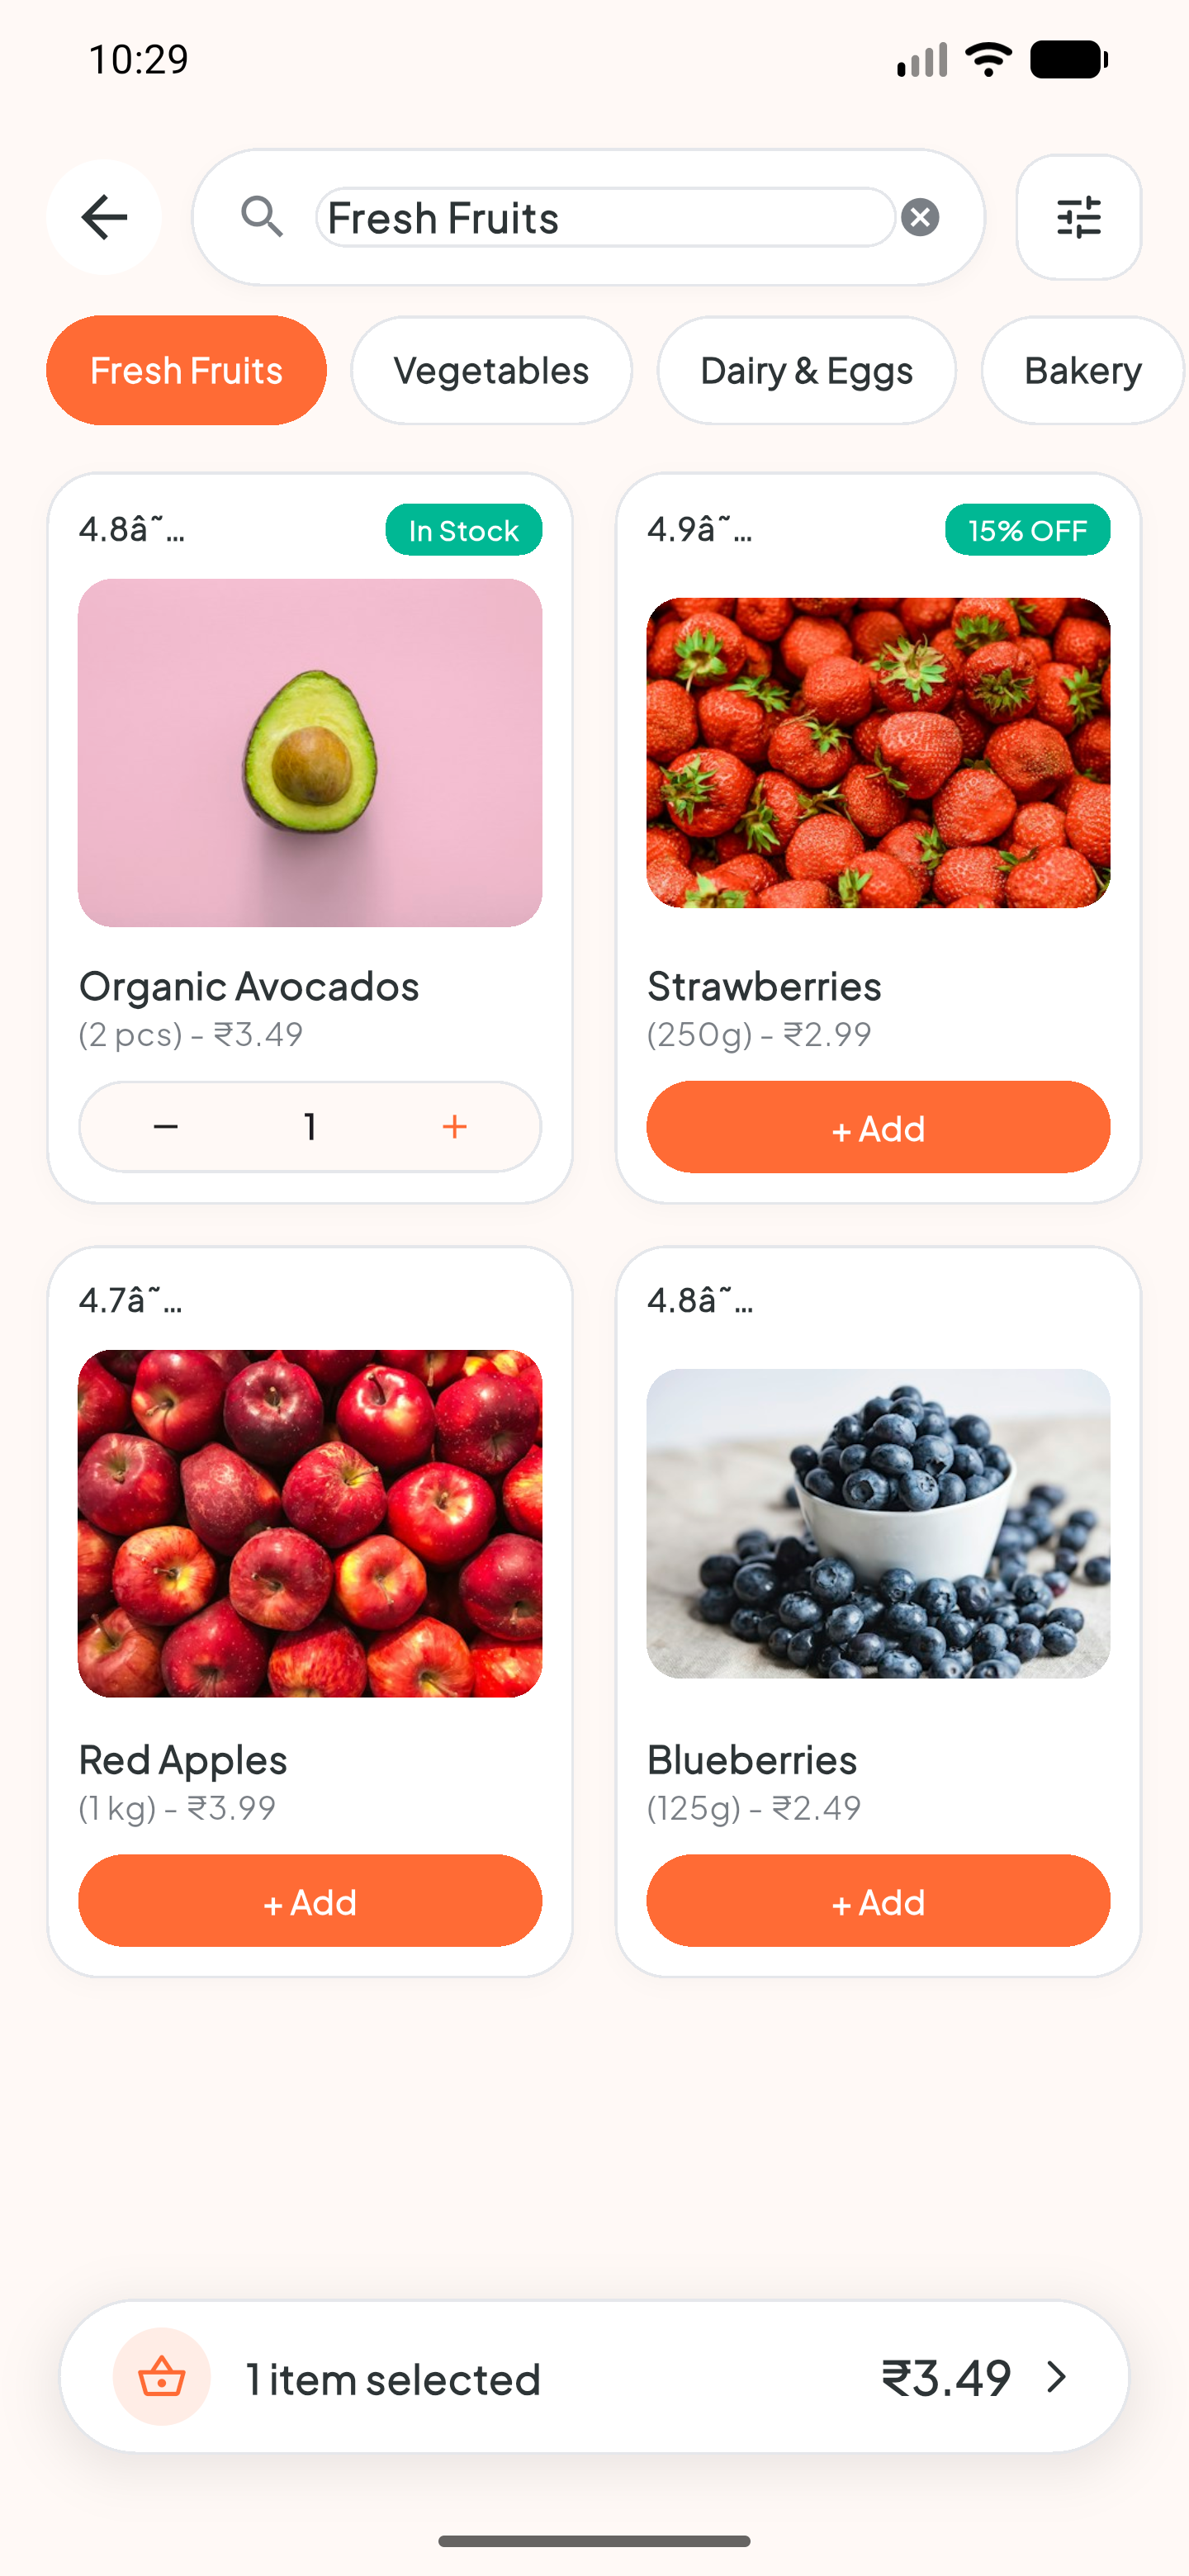 10:29
Fresh Fruits
Fresh Fruits
Vegetables
Dairy & Eggs
Bakery
4.8â˜…
In Stock
4.9â˜…
15% OFF
Organic Avocados
(2 pcs) - ₹3.49
Strawberries
(250g) - ₹2.99
− 1 +
+ Add
4.7â˜…
4.8â˜…
Red Apples
(1 kg) - ₹3.99
Blueberries
(125g) - ₹2.49
+ Add
+ Add
1 item selected
₹3.49